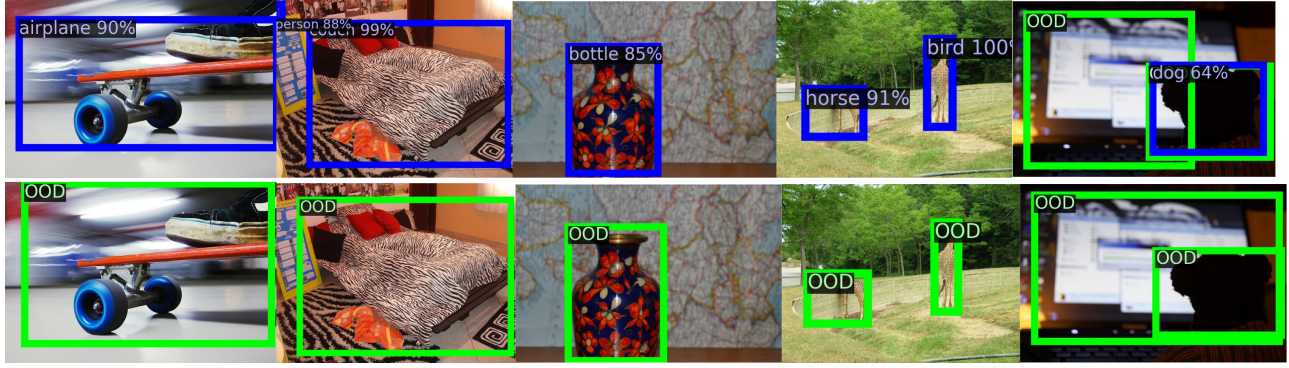 airplane 90%
person 88%
couch 99%
bottle 85%
horse 91%
bird 100%
OOD
dog 64%
OOD
OOD
OOD
OOD
OOD
OOD
OOD